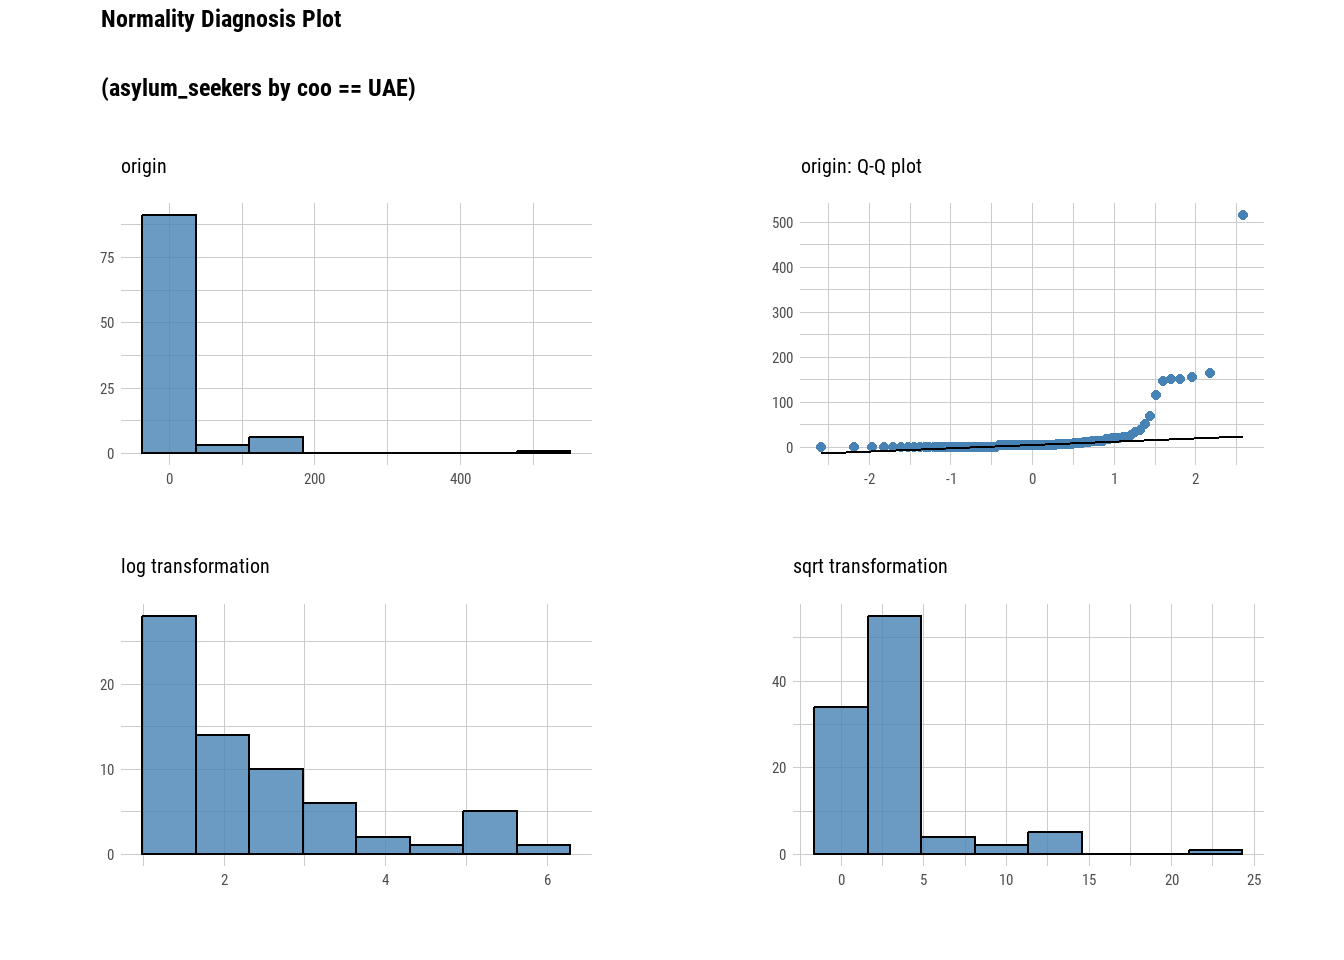 Normality Diagnosis Plot
(asylum_seekers by coo == UAE)
origin
75
50
25
0
0 200 400
origin: Q-Q plot
500
400
300
200
100
0
-2 -1 0 1 2
log transformation
20
10
0
2 4 6
sqrt transformation
40
20
0
0 5 10 15 20 25